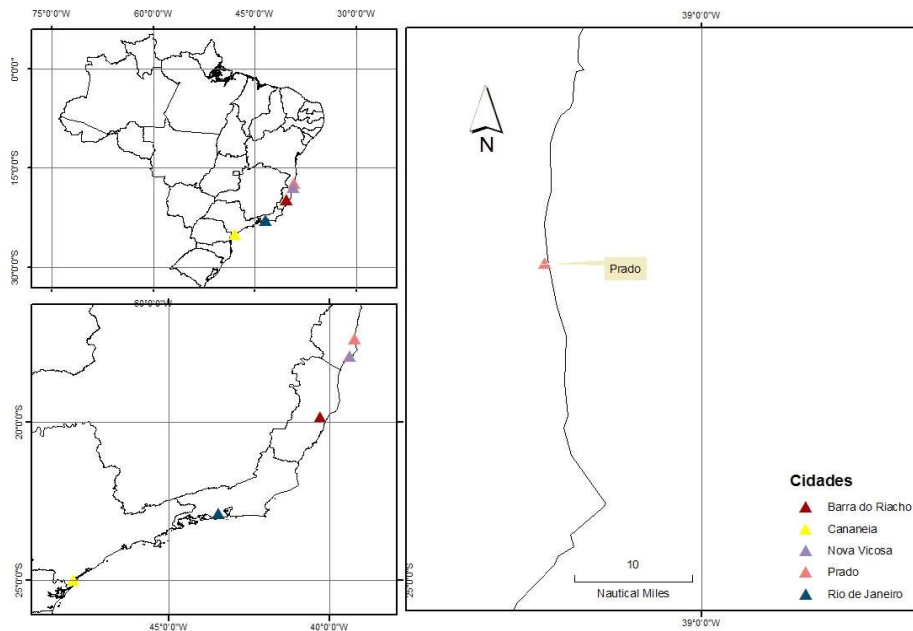 75°0'0"W 60°0'0"W 45°0'0"W 30°0'0"W
0°0'0"
15°0'0"S
30°0'0"S
20°0'0"S
25°0'0"S
45°0'0"W 40°0'0"W
39°0'0"W
N
Prado
10
Nautical Miles
25°0'0"S
39°0'0"W
Cidades
Barra do Riacho
Cananeia
Nova Vicosa
Prado
Rio de Janeiro